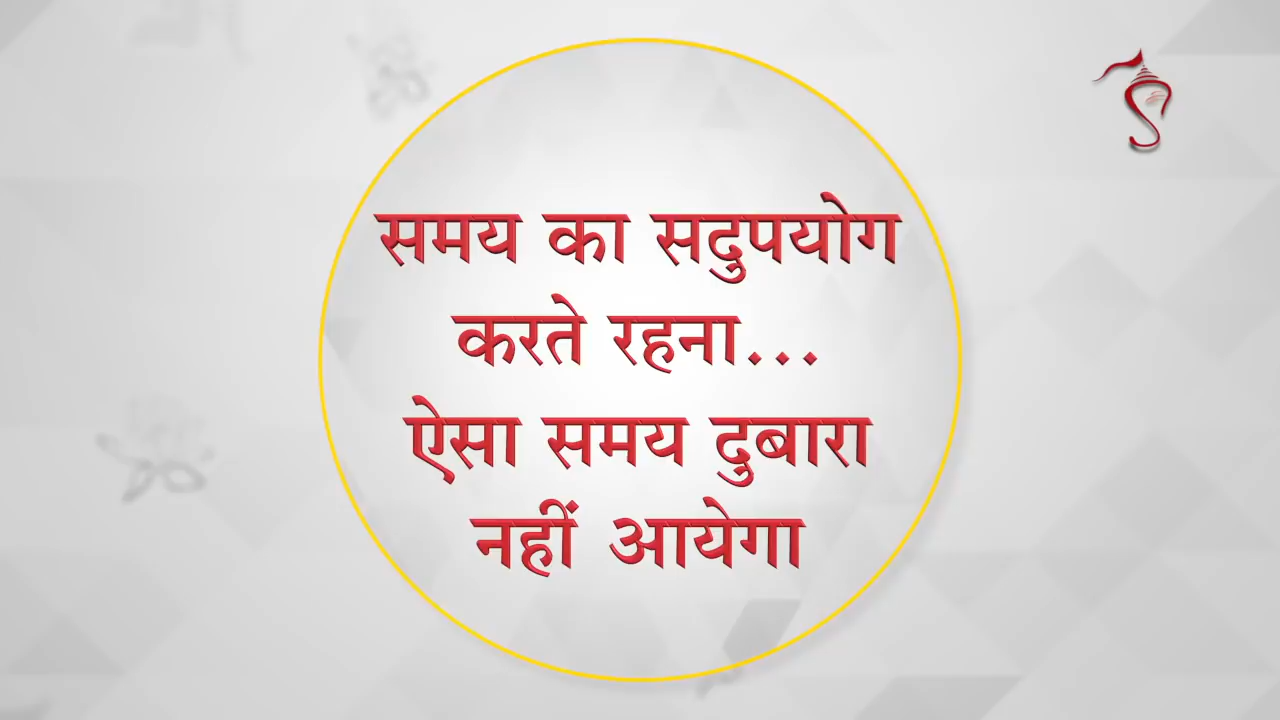 समय का सदुपयोग
करते रहना...
ऐसा समय दुबारा
नहीं आयेगा